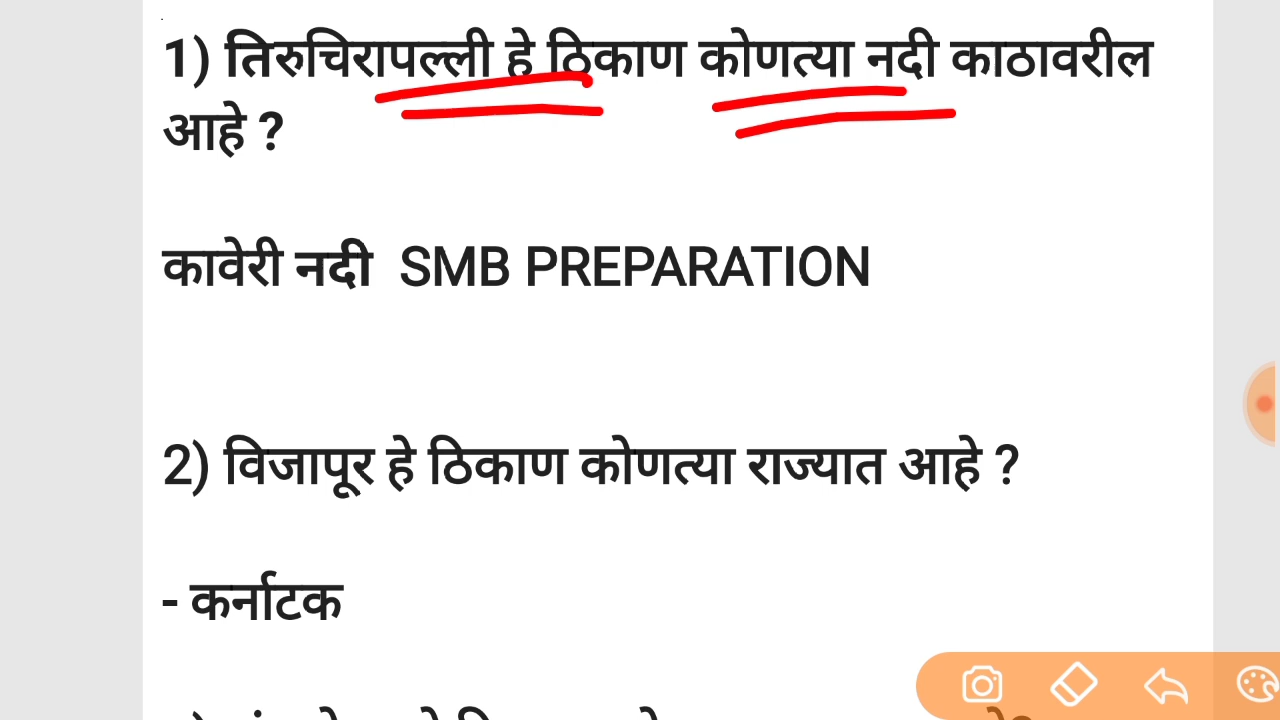 1) तिरुचिरापल्ली हे ठिकाण कोणत्या नदी काठावरील
आहे ?
कावेरी नदी SMB PREPARATION
2) विजापूर हे ठिकाण कोणत्या राज्यात आहे ?
- कर्नाटक